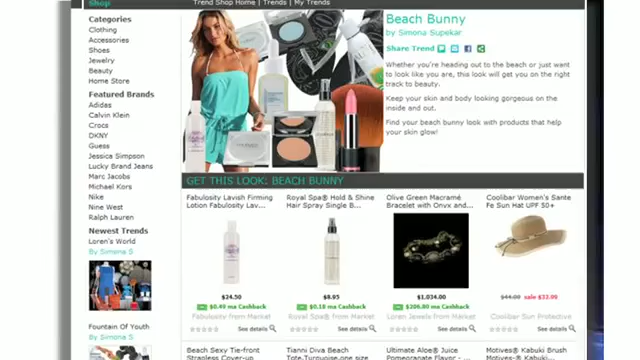 Shop
Trend Shop Home | Trends | My Trends
Categories
Clothing
Accessories
Shoes
Jewelry
Beauty
Home Store
Featured Brands
Adidas
Calvin Klein
Crocs
DKNY
Guess
Jessica Simpson
Lucky Brand Jeans
Marc Jacobs
Michael Kors
Nike
Nine West
Ralph Lauren
Newest Trends
Loren's World
By Simona S
Fountain Of Youth
By Simona S
Beach Bunny
by Simona Supekar
Share Trend
Whether you're heading out to the beach or just want
to look like you are, this look will get you on the right
track to beauty.
Keep your skin and body looking gorgeous on the
inside and out.
Find your beach bunny look with products that help
your skin glow!
GET THIS LOOK: BEACH BUNNY
Fabulosity Lavish Firming
Lotion Fabulosity Lav...
$24.50
$0.49 ma Cashback
Fabulosity from Market
See details
Royal Spa® Hold & Shine
Hair Spray Single B...
$8.95
$0.18 ma Cashback
Royal Spa® from Market
See details
Olive Green Macramé
Bracelet with Onyx and...
$1,034.00
ma Cashback
Loren Jewels from Market
See details
Coolibar Women's Sante
Fe Sun Hat UPF 50+
$44.00 sale $33.99
Coolibar Sun Protective
See details
Beach Sexy Tie-front
Strapless Cover-up
Tianni Diva Beach
Tote,Turquoise,one size
Ultimate Aloe® Juice
Pomegranate Flavor -
Motives® Kabuki Brush
Motives®- Kabuki